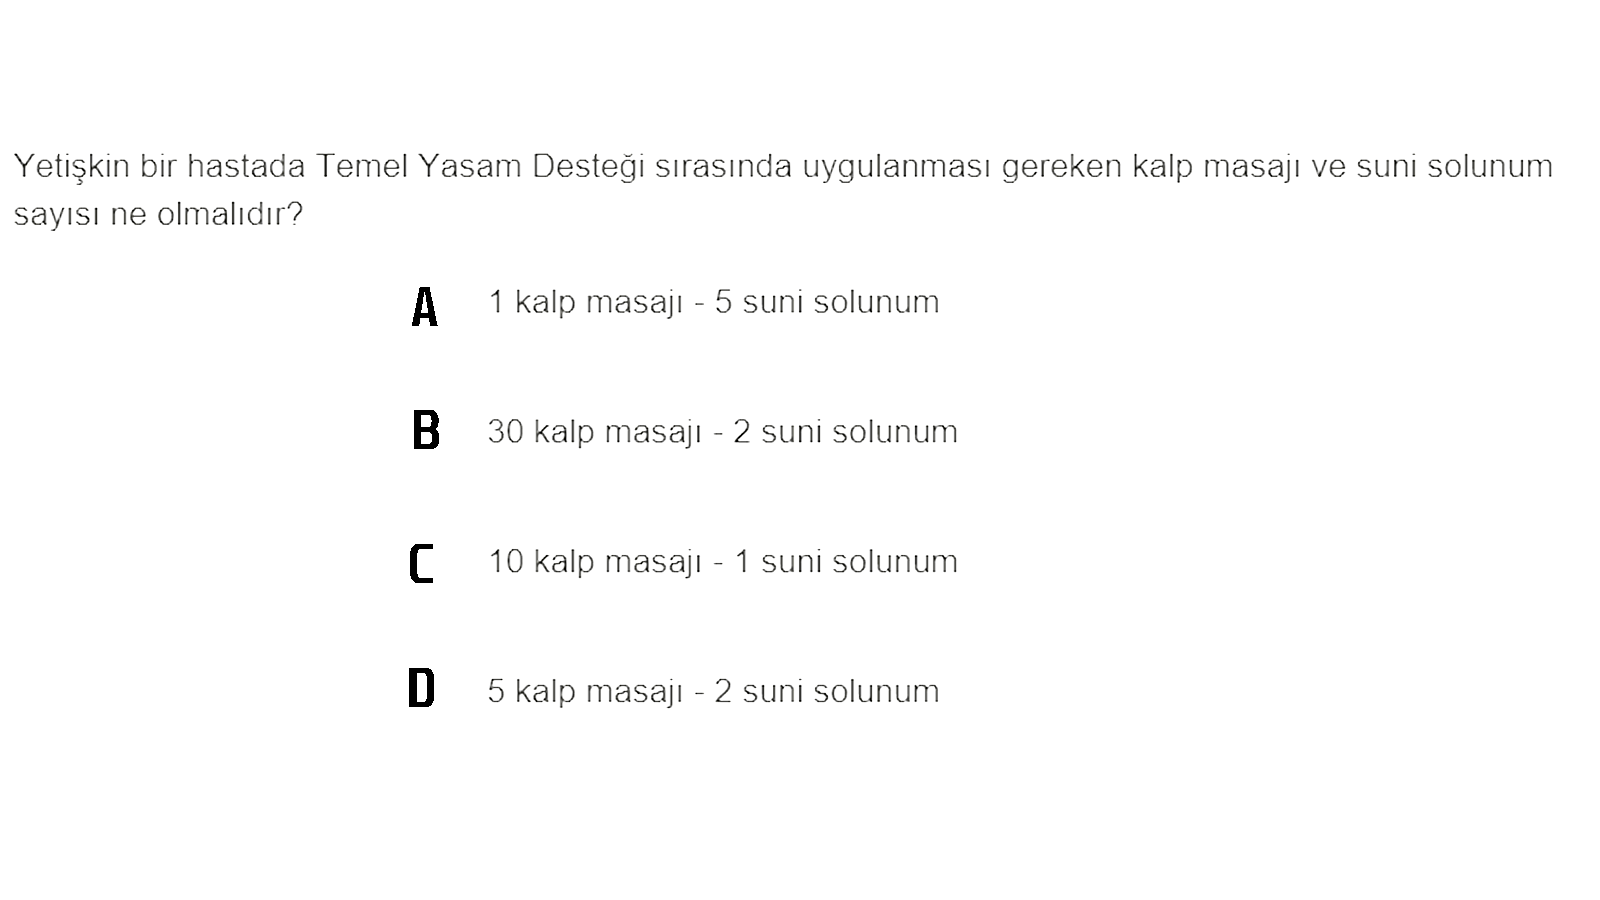 Yetişkin bir hastada Temel Yasam Desteği sırasında uygulanması gereken kalp masajı ve suni solunum
sayısı ne olmalıdır?
A 1 kalp masajı - 5 suni solunum
B 30 kalp masajı - 2 suni solunum
C 10 kalp masajı - 1 suni solunum
D 5 kalp masajı - 2 suni solunum